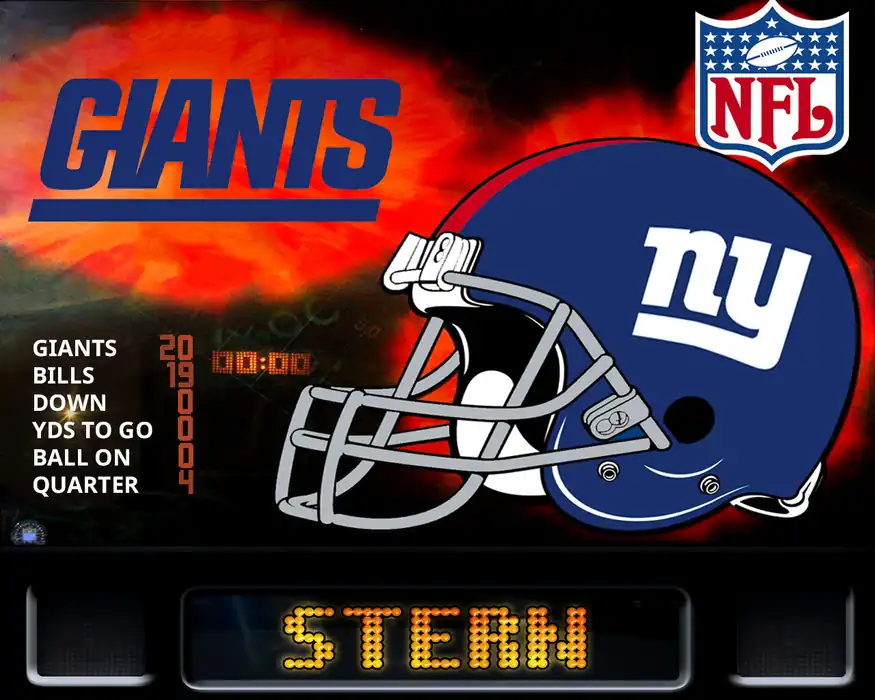 GIANTS
NFL
ny
GIANTS 20
BILLS 19
DOWN 0
YDS TO GO 0
BALL ON 0
QUARTER 4
00:00
STERN